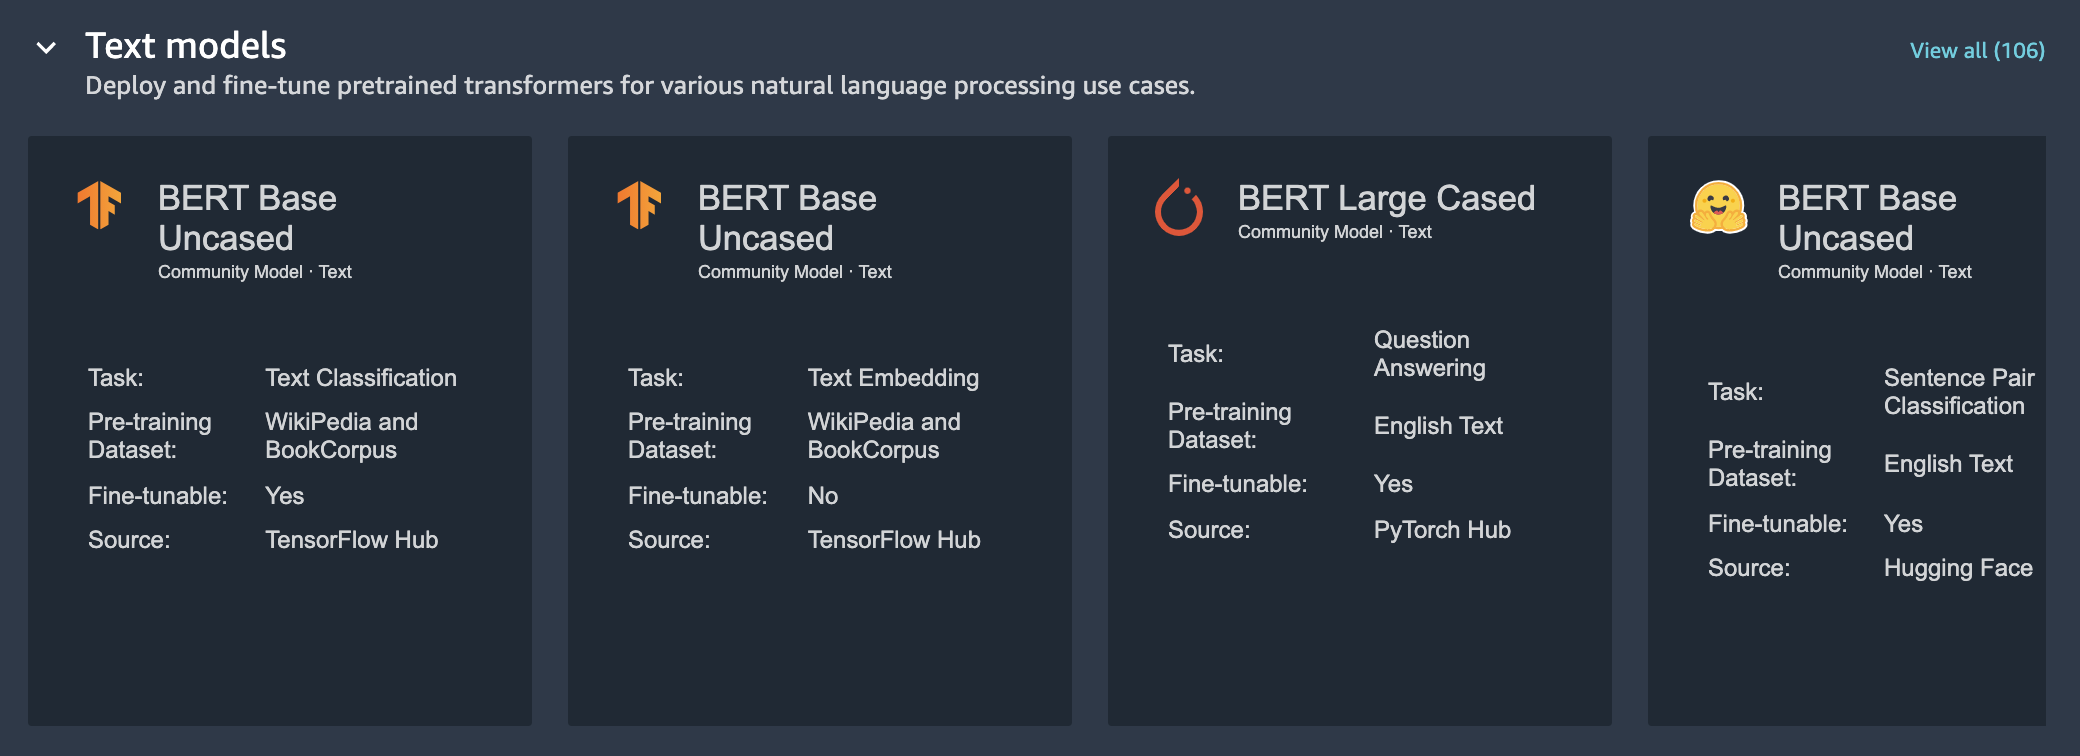 Text models
View all (106)
Deploy and fine-tune pretrained transformers for various natural language processing use cases.
BERT Base
Uncased
Community Model · Text
Task: Text Classification
Pre-training
Dataset:
WikiPedia and
BookCorpus
Fine-tunable: Yes
Source: TensorFlow Hub
BERT Base
Uncased
Community Model · Text
Task: Text Embedding
Pre-training
Dataset:
WikiPedia and
BookCorpus
Fine-tunable: No
Source: TensorFlow Hub
BERT Large Cased
Community Model · Text
Task:
Question
Answering
Pre-training
Dataset:
English Text
Fine-tunable: Yes
Source: PyTorch Hub
BERT Base
Uncased
Community Model · Text
Task:
Sentence Pair
Classification
Pre-training
Dataset:
English Text
Fine-tunable: Yes
Source: Hugging Face